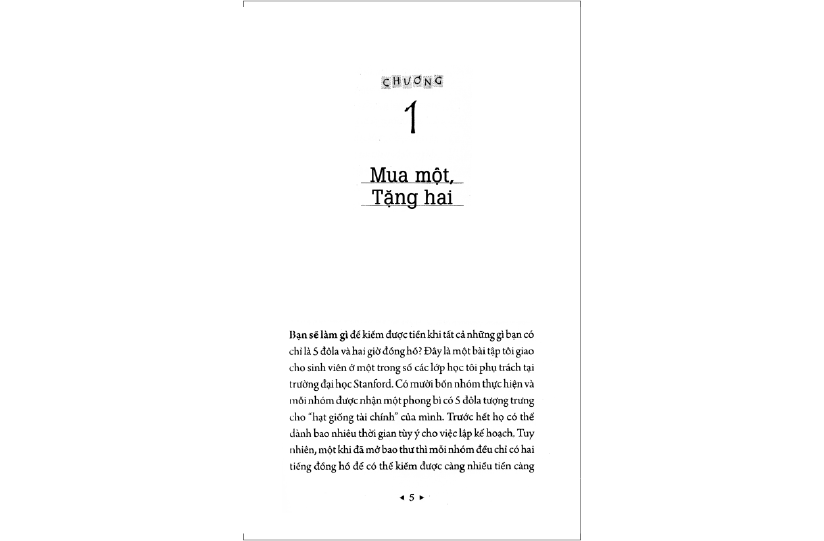 CHƯƠNG
1
Mua một,
Tặng hai
Bạn sẽ làm gì để kiếm được tiền khi tất cả những gì bạn có
chỉ là 5 đôla và hai giờ đồng hồ? Đây là một bài tập tôi giao
cho sinh viên ở một trong số các lớp học tôi phụ trách tại
trường đại học Stanford. Có mười bốn nhóm thực hiện và
mỗi nhóm được nhận một phong bì có 5 đôla tượng trưng
cho “hạt giống tài chính” của mình. Trước hết họ có thể
dành bao nhiêu thời gian tùy ý cho việc lập kế hoạch. Tuy
nhiên, một khi đã mở bao thư thì mỗi nhóm đều chỉ có hai
tiếng đồng hồ để có thể kiếm được càng nhiều tiền càng
◄ 5 ►